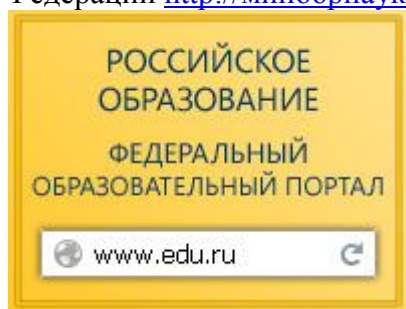 РОССИЙСКОЕ
ОБРАЗОВАНИЕ
ФЕДЕРАЛЬНЫЙ
ОБРАЗОВАТЕЛЬНЫЙ ПОРТАЛ
www.edu.ru